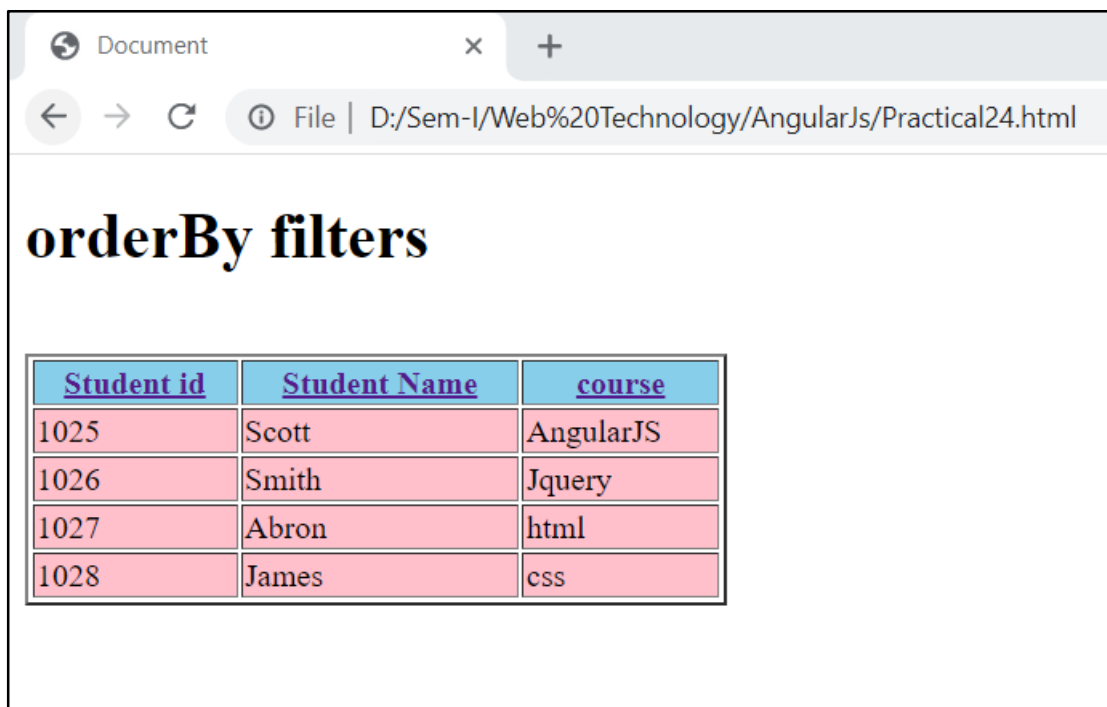 Document
File | D:/Sem-I/Web%20Technology/AngularJs/Practical24.html
orderBy filters
Student id Student Name course
1025 Scott AngularJS
1026 Smith Jquery
1027 Abron html
1028 James css